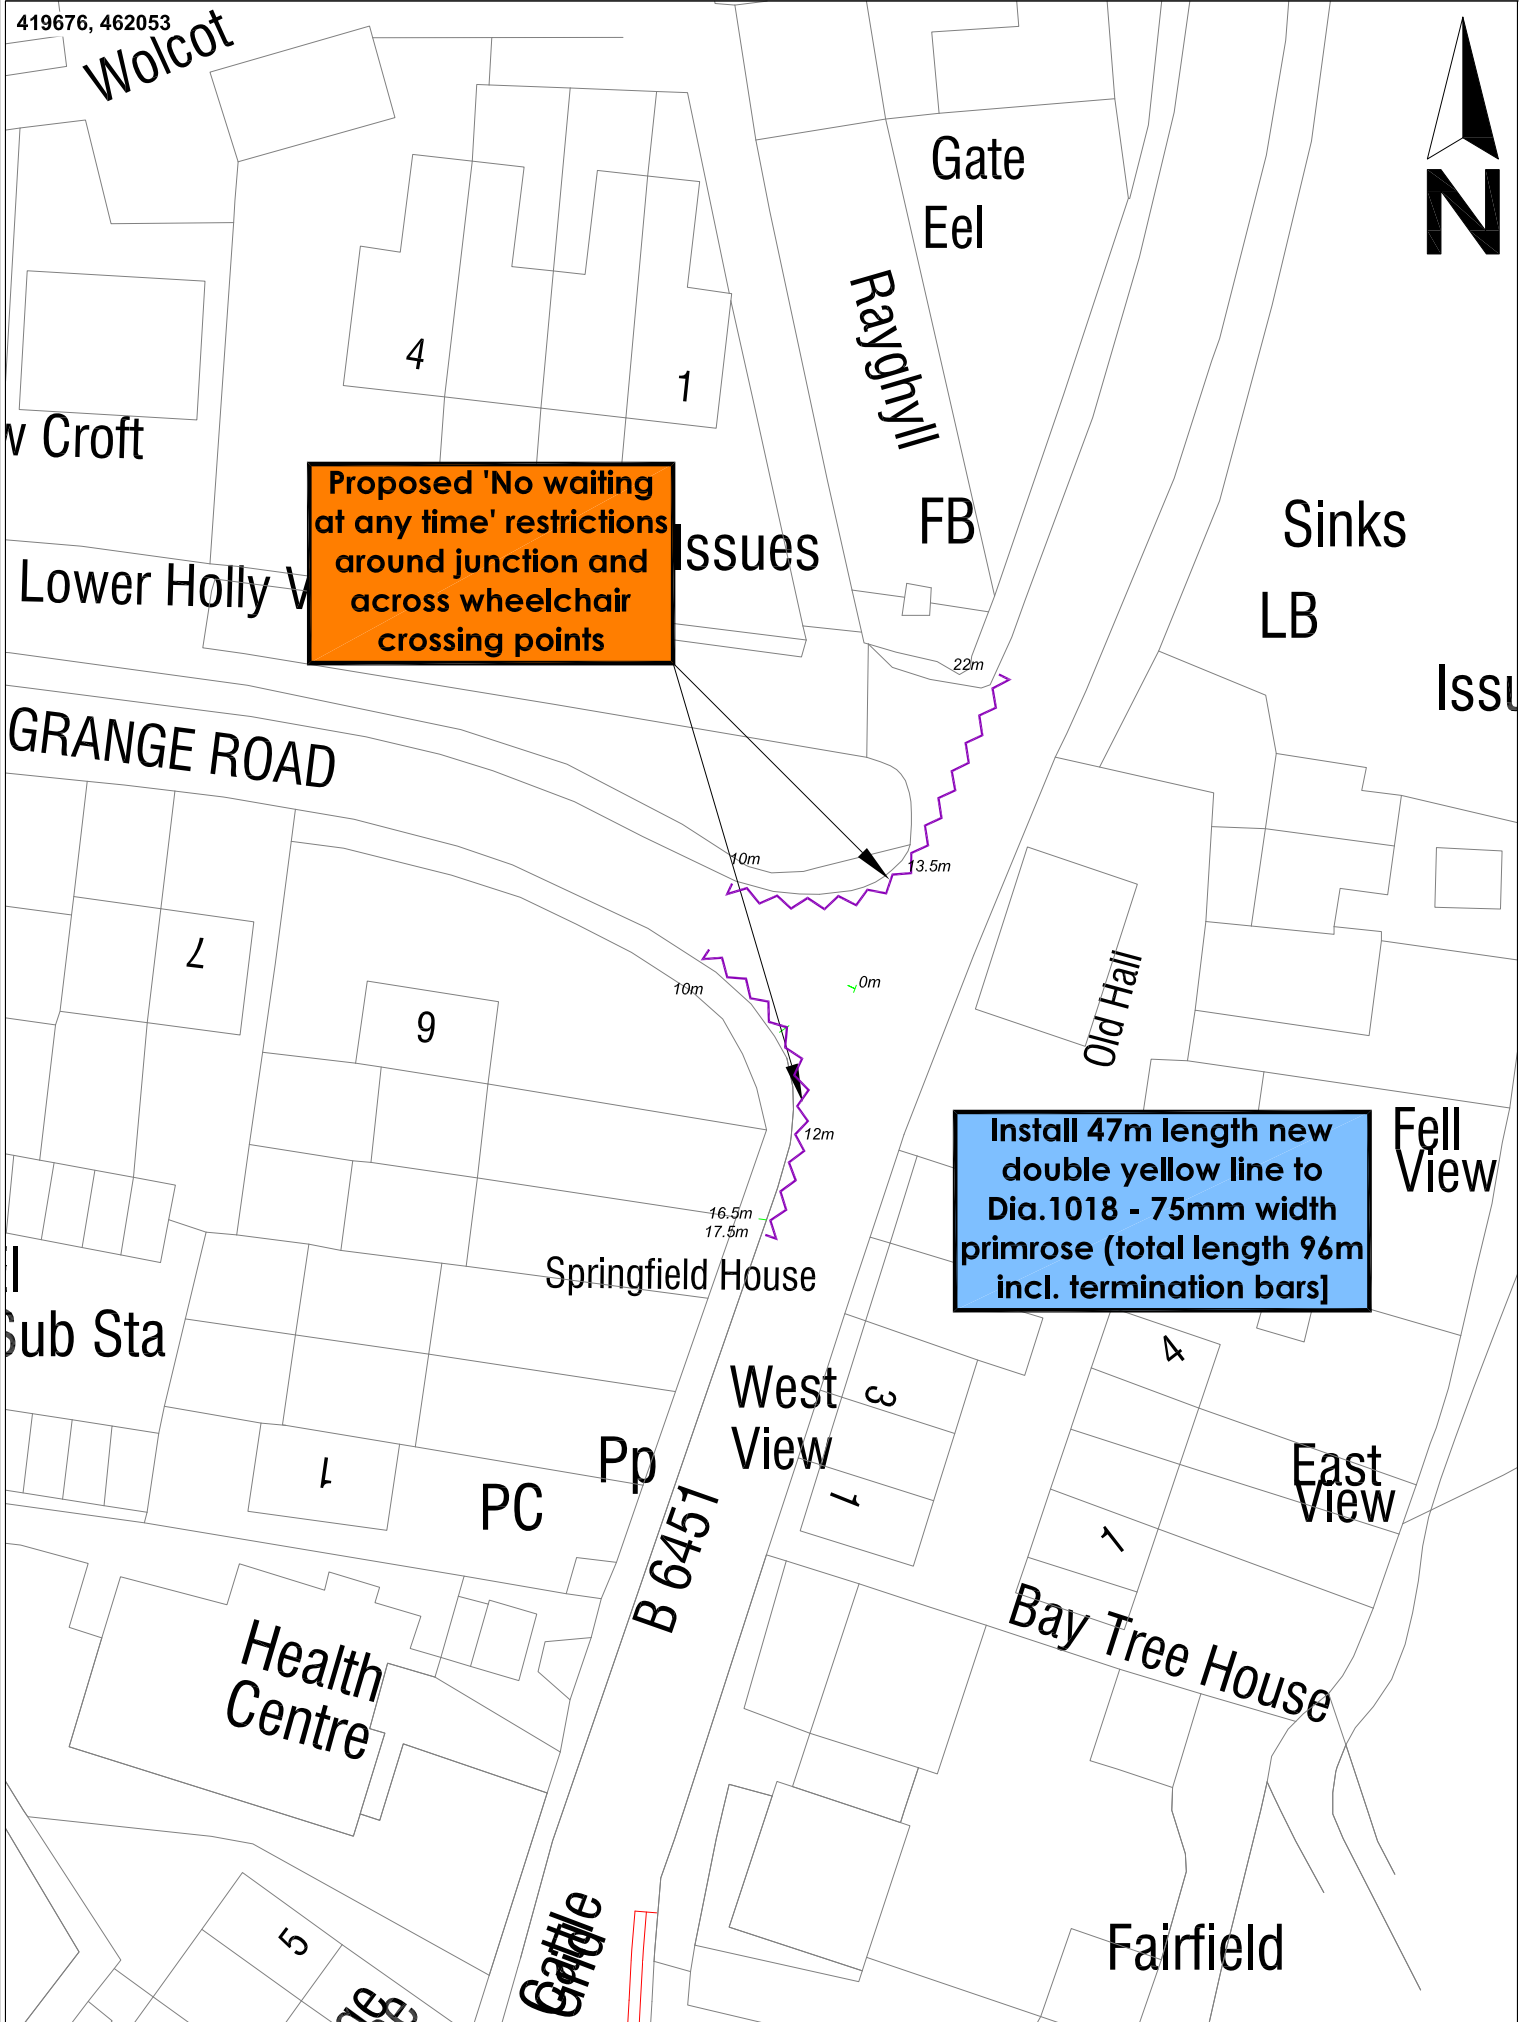 419676, 462053
Wolcot
N
Gate
Eel
Rayghyll
4
1
w Croft
Proposed 'No waiting
at any time' restrictions
around junction and
across wheelchair
crossing points
Issues
FB
Sinks
Lower Holly
LB
22m
GRANGE ROAD
10m
13.5m
7
10m
0m
6
Old Hall
12m
Install 47m length new
double yellow line to
Dia.1018 - 75mm width
primrose (total length 96m
incl. termination bars]
Fell
View
16.5m
17.5m
Springfield House
Sub Sta
4
West
View
3
1
Pp
PC
1
East
View
1
B 6451
Bay Tree House
Health
Centre
5
Cattle
Grid
Fairfield